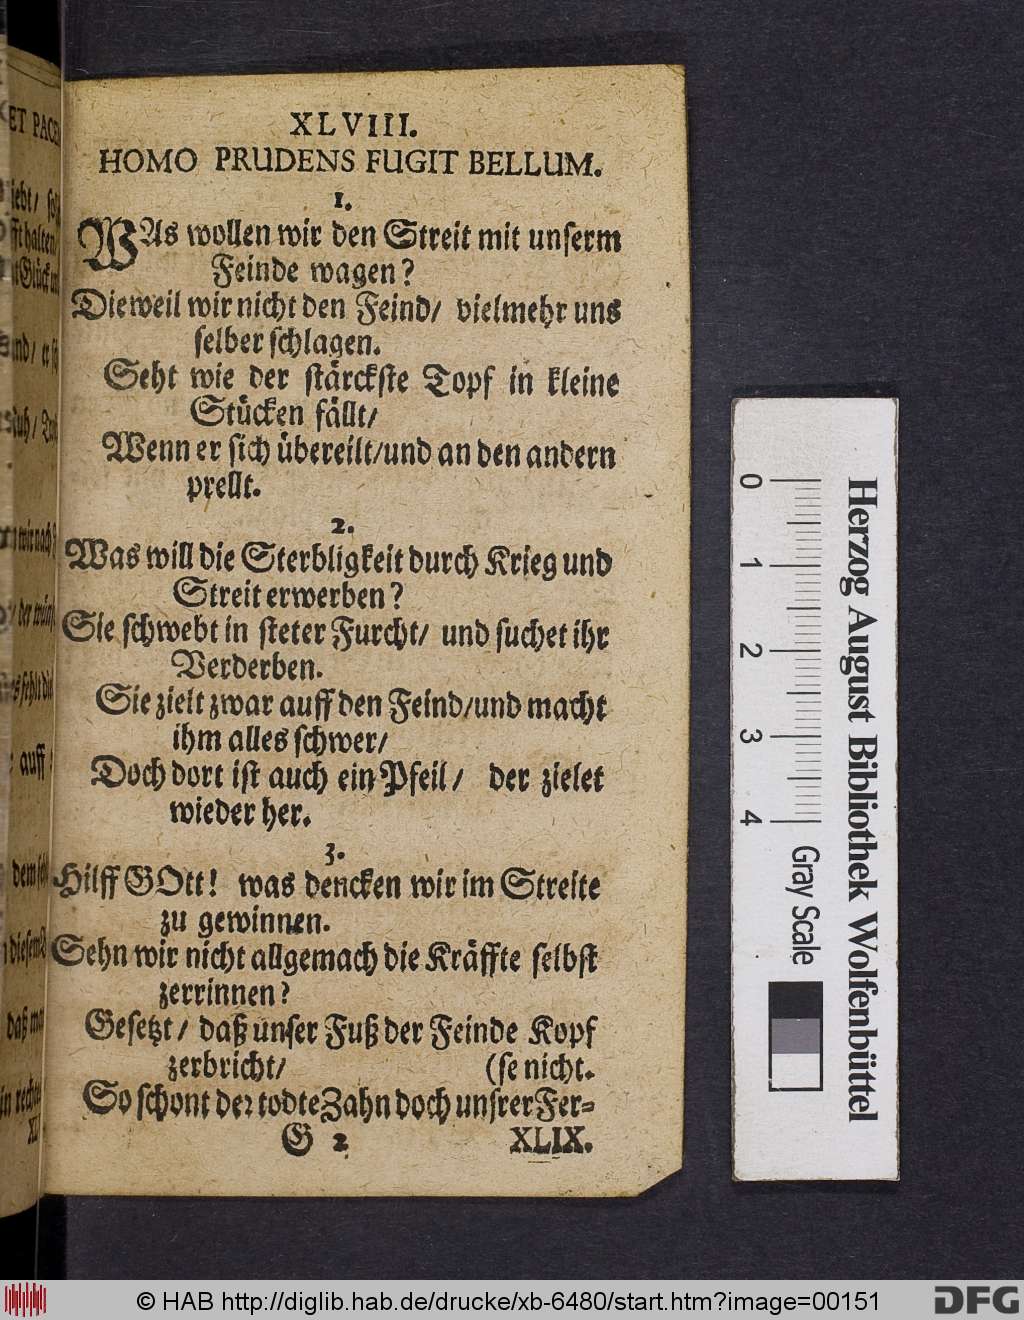 XLVIII.
HOMO PRUDENS FUGIT BELLUM.
1.
WAs wollen wir den Streit mit unserm
Feinde wagen?
Dieweil wir nicht den Feind/ vielmehr uns
selber schlagen.
Seht wie der stärckste Topf in kleine
Stücken fällt/
Wenn er sich übereilt/und an den andern
prellt.
2.
Was will die Sterbligkeit durch Krieg und
Streit erwerben?
Sie schwebt in steter Furcht/ und suchet ihr
Verderben.
Sie zielt zwar auff den Feind/und macht
ihm alles schwer/
Doch dort ist auch ein Pfeil/ der zielet
wieder her.
3.
Hilff GOtt! was dencken wir im Streite
zu gewinnen.
Sehn wir nicht allgemach die Kräffte selbst
zerrinnen?
Gesetzt/ daß unser Fuß der Feinde Kopf
zerbricht/ (se nicht.
So schont der todte Zahn doch unsrer Fer-
G 2 XLIX.
ET PACE
auff
daß
0 1 2 3 4
Gray Scale
Herzog August Bibliothek Wolfenbüttel
© HAB http://diglib.hab.de/drucke/xb-6480/start.htm?image=00151
DFG